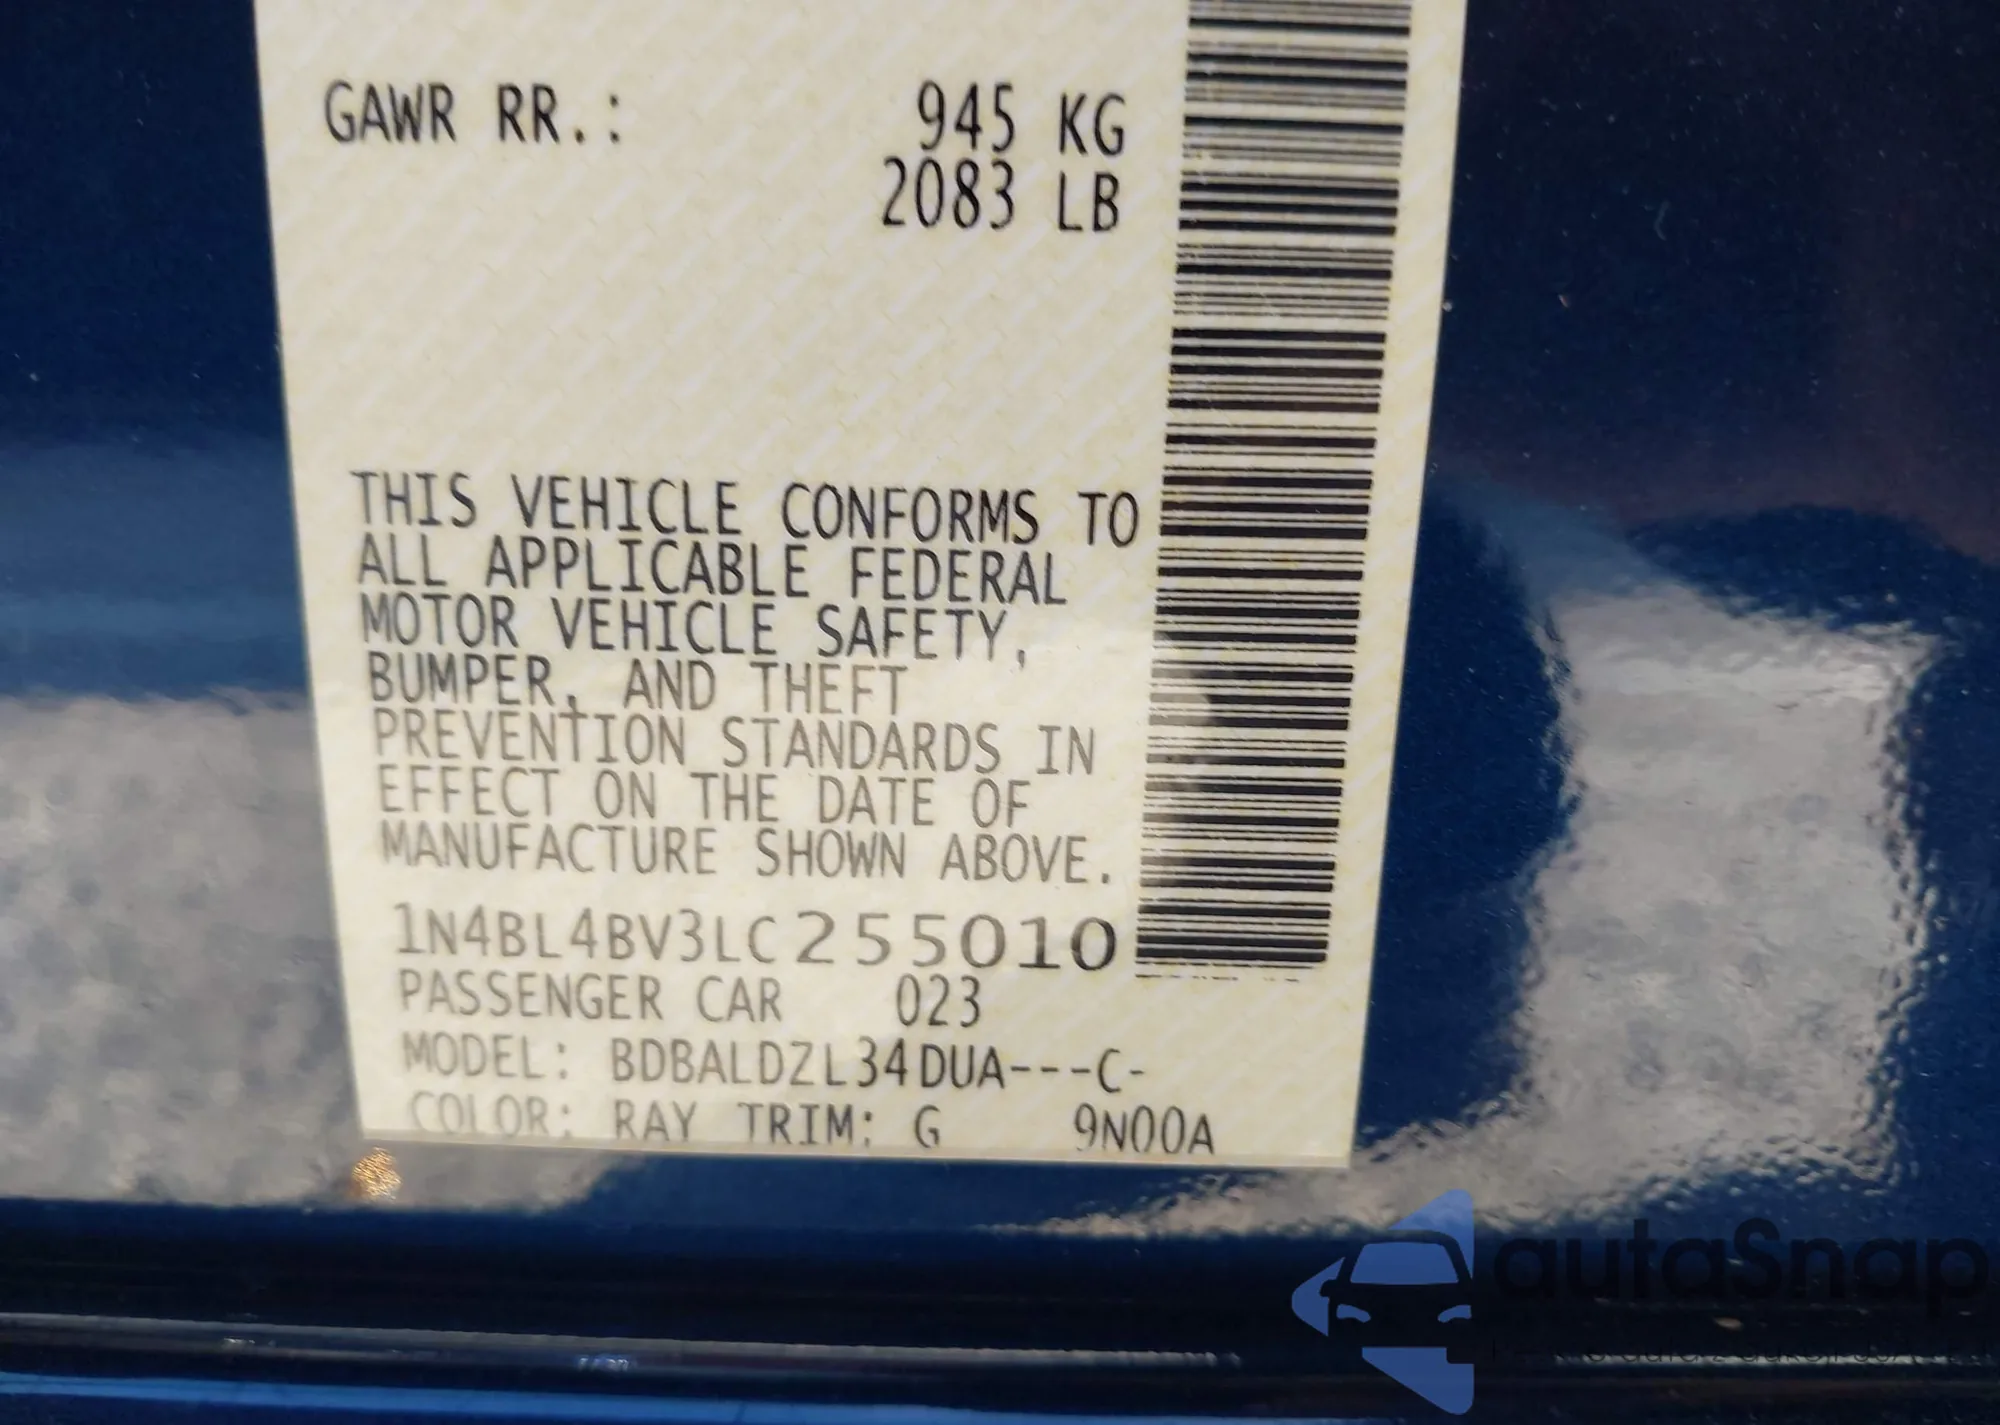 GAWR RR.: 945 KG
2083 LB
THIS VEHICLE CONFORMS TO
ALL APPLICABLE FEDERAL
MOTOR VEHICLE SAFETY,
BUMPER, AND THEFT
PREVENTION STANDARDS IN
EFFECT ON THE DATE OF
MANUFACTURE SHOWN ABOVE.
1N4BL4BV3LC255010
PASSENGER CAR 023
MODEL: BDBALDZL34DUA---C-
COLOR: RAY TRIM: G 9N00A
autaSnap